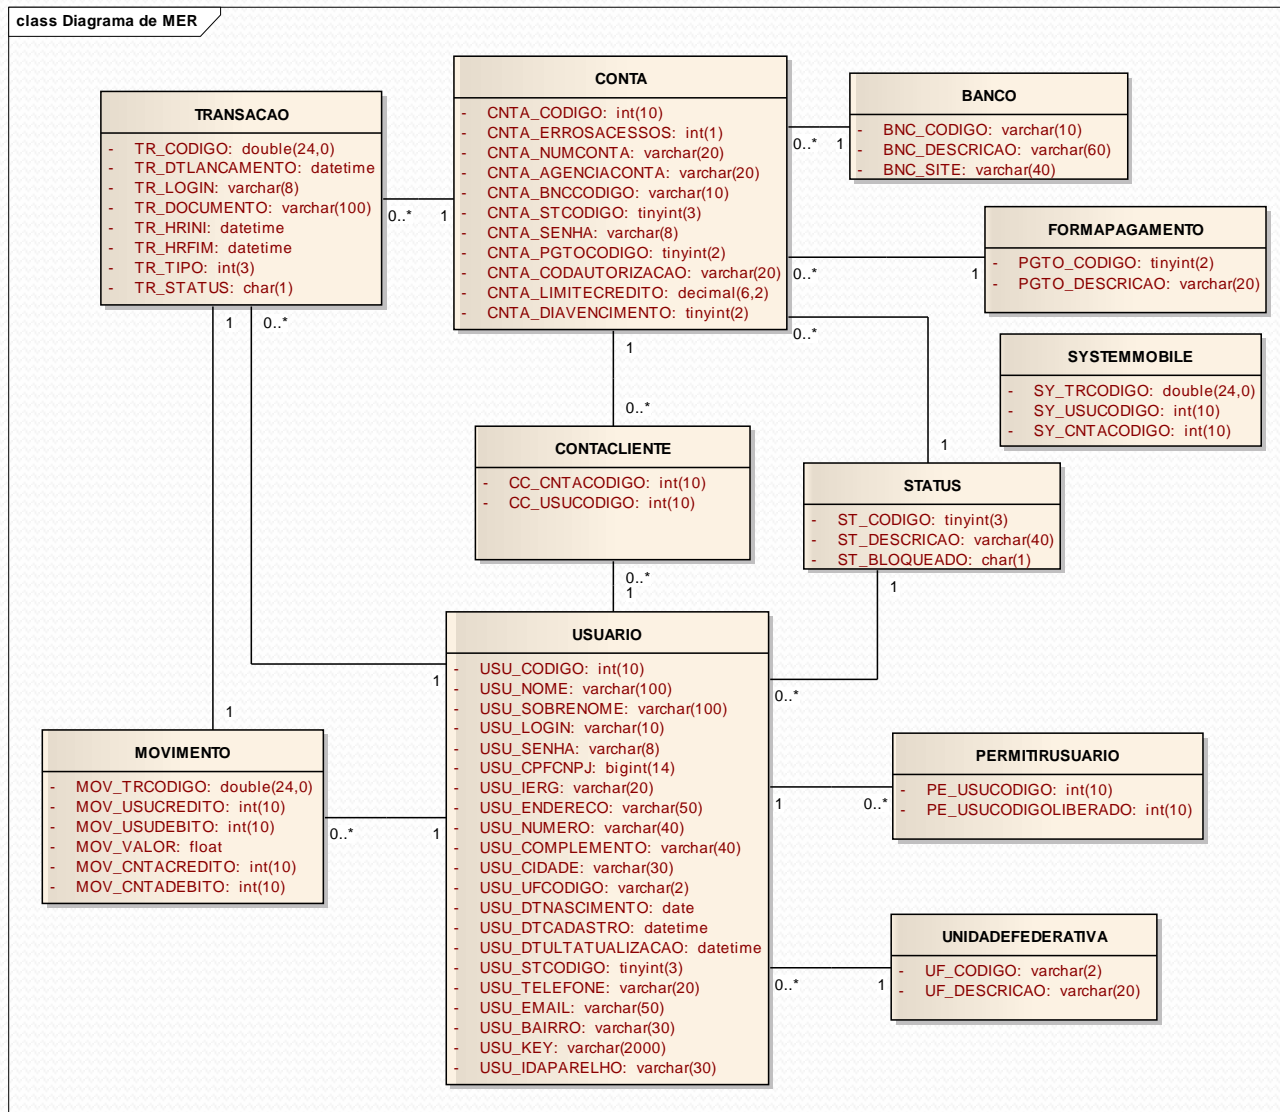 class Diagrama de MER
TRANSACAO
- TR_CODIGO: double(24,0)
- TR_DTLANCAMENTO: datetime
- TR_LOGIN: varchar(8)
- TR_DOCUMENTO: varchar(100)
- TR_HRINI: datetime
- TR_HRFIM: datetime
- TR_TIPO: int(3)
- TR_STATUS: char(1)
CONTA
- CNTA_CODIGO: int(10)
- CNTA_ERROSACESSOS: int(1)
- CNTA_NUMCONTA: varchar(20)
- CNTA_AGENCIACONTA: varchar(20)
- CNTA_BNCCODIGO: varchar(10)
- CNTA_STCODIGO: tinyint(3)
- CNTA_SENHA: varchar(8)
- CNTA_PGTOCODIGO: tinyint(2)
- CNTA_CODAUTORIZACAO: varchar(20)
- CNTA_LIMITECREDITO: decimal(6,2)
- CNTA_DIAVENCIMENTO: tinyint(2)
BANCO
- BNC_CODIGO: varchar(10)
- BNC_DESCRICAO: varchar(60)
- BNC_SITE: varchar(40)
0..* 1
0..* 1
FORMAPAGAMENTO
- PGTO_CODIGO: tinyint(2)
- PGTO_DESCRICAO: varchar(20)
0..* 1
SYSTEMMOBILE
- SY_TRCODIGO: double(24,0)
- SY_USUCODIGO: int(10)
- SY_CNTACODIGO: int(10)
1 0..*
1
0..*
0..*
1
CONTACLIENTE
- CC_CNTACODIGO: int(10)
- CC_USUCODIGO: int(10)
STATUS
- ST_CODIGO: tinyint(3)
- ST_DESCRICAO: varchar(40)
- ST_BLOQUEADO: char(1)
0..*
1
1
0..*
USUARIO
- USU_CODIGO: int(10)
- USU_NOME: varchar(100)
- USU_SOBRENOME: varchar(100)
- USU_LOGIN: varchar(10)
- USU_SENHA: varchar(8)
- USU_CPFCNPJ: bigint(14)
- USU_IERG: varchar(20)
- USU_ENDERECO: varchar(50)
- USU_NUMERO: varchar(40)
- USU_COMPLEMENTO: varchar(40)
- USU_CIDADE: varchar(30)
- USU_UFCODIGO: varchar(2)
- USU_DTNASCIMENTO: date
- USU_DTCADASTRO: datetime
- USU_DTULTATUALIZACAO: datetime
- USU_STCODIGO: tinyint(3)
- USU_TELEFONE: varchar(20)
- USU_EMAIL: varchar(50)
- USU_BAIRRO: varchar(30)
- USU_KEY: varchar(2000)
- USU_IDAPARELHO: varchar(30)
1
1
MOVIMENTO
- MOV_TRCODIGO: double(24,0)
- MOV_USUCREDITO: int(10)
- MOV_USUDEBITO: int(10)
- MOV_VALOR: float
- MOV_CNTACREDITO: int(10)
- MOV_CNTADEBITO: int(10)
0..* 1
PERMITIRUSUARIO
- PE_USUCODIGO: int(10)
- PE_USUCODIGOLIBERADO: int(10)
1 0..*
UNIDADEFEDERATIVA
- UF_CODIGO: varchar(2)
- UF_DESCRICAO: varchar(20)
0..* 1